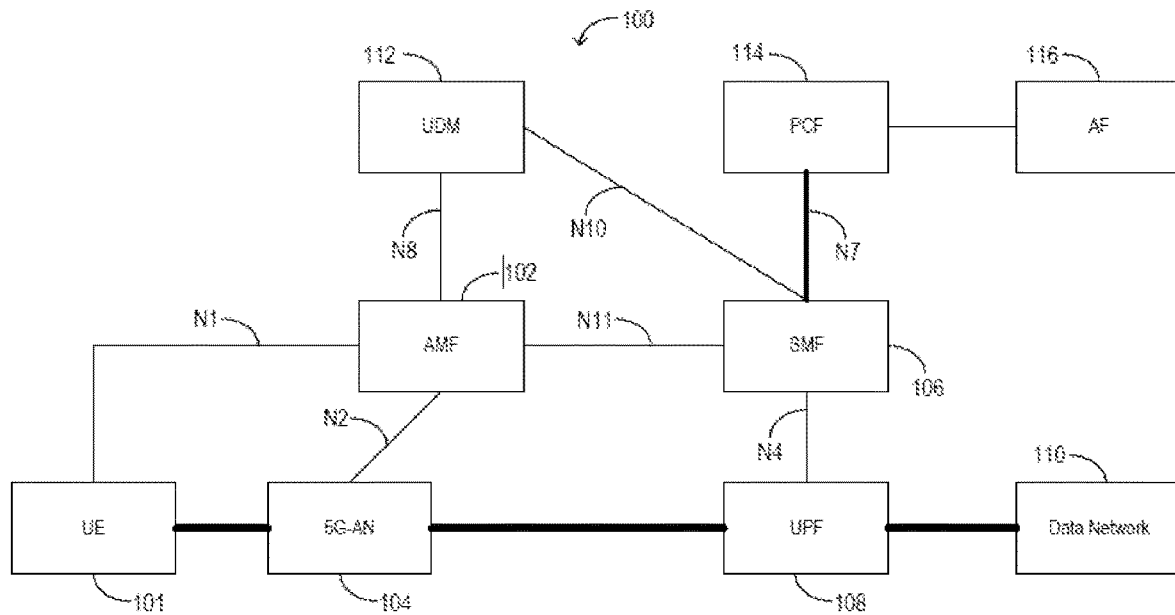 100
112
114
116
UDM
PCF
AF
N8
N10
N7
102
N1
AMF
N11
SMF
106
N2
N4
110
UE
5G-AN
UPF
Data Network
101
104
108